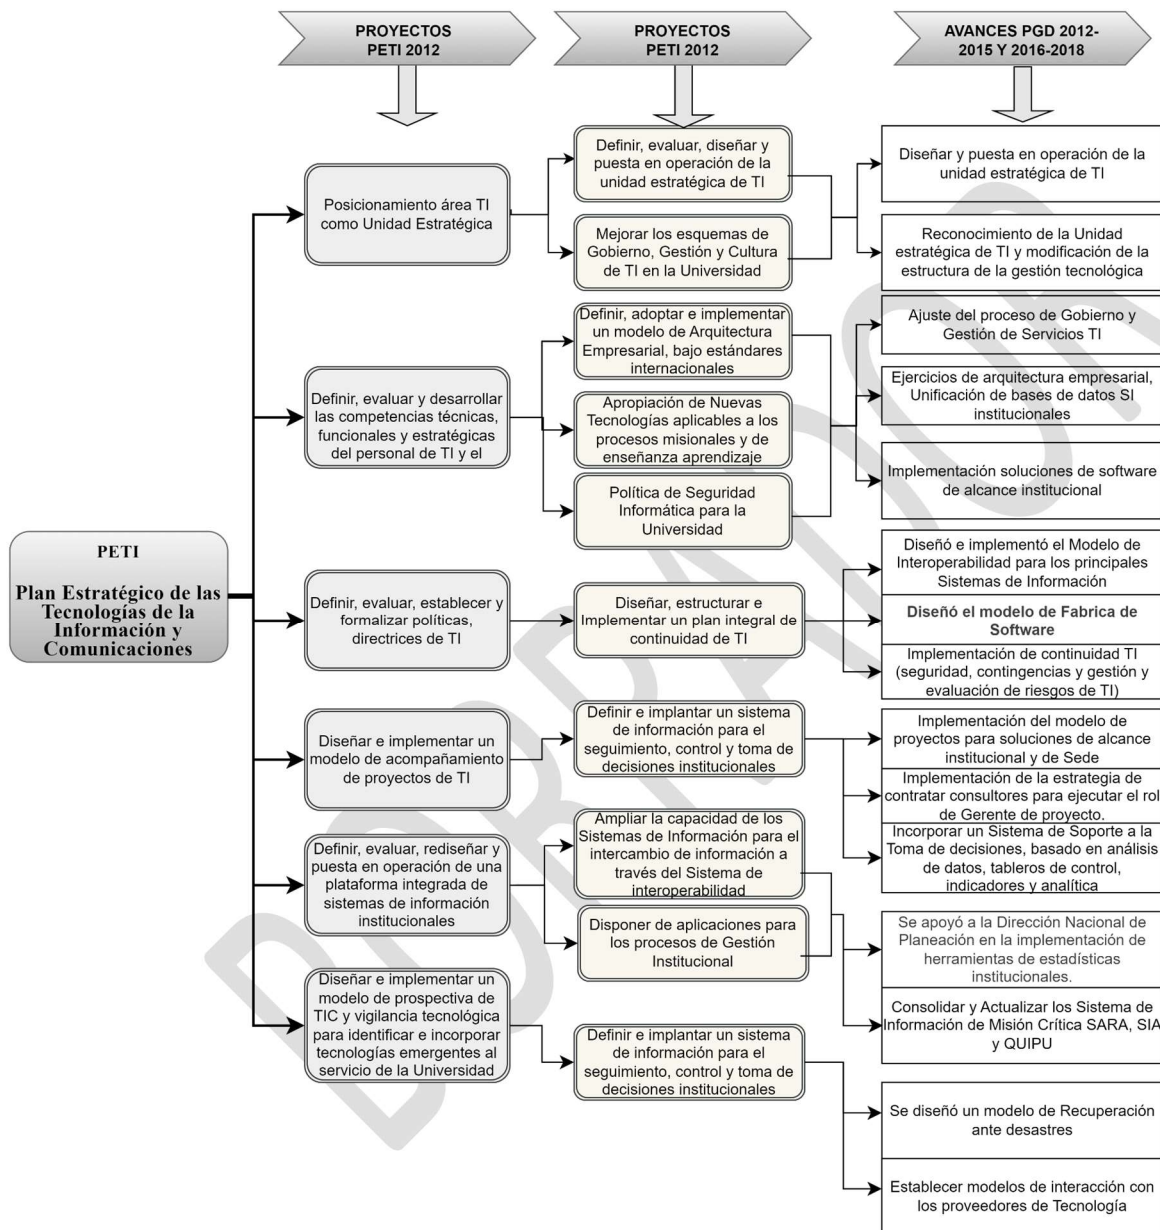 PROYECTOS
PETI 2012
PROYECTOS
PETI 2012
AVANCES PGD 2012-
2015 Y 2016-2018
PETI
Plan Estratégico de las
Tecnologías de la
Información y
Comunicaciones
Posicionamiento área TI
como Unidad Estratégica
Definir, evaluar y desarrollar
las competencias técnicas,
funcionales y estratégicas
del personal de TI y el
Definir, evaluar, establecer y
formalizar políticas,
directrices de TI
Diseñar e implementar un
modelo de acompañamiento
de proyectos de TI
Definir, evaluar, rediseñar y
puesta en operación de una
plataforma integrada de
sistemas de información
institucionales
Diseñar e implementar un
modelo de prospectiva de
TIC y vigilancia tecnológica
para identificar e incorporar
tecnologías emergentes al
servicio de la Universidad
Definir, evaluar, diseñar y
puesta en operación de la
unidad estratégica de TI
Mejorar los esquemas de
Gobierno, Gestión y Cultura
de TI en la Universidad
Definir, adoptar e implementar
un modelo de Arquitectura
Empresarial, bajo estándares
internacionales
Apropiación de Nuevas
Tecnologías aplicables a los
procesos misionales y de
enseñanza aprendizaje
Política de Seguridad
Informática para la
Universidad
Diseñar, estructurar e
Implementar un plan integral
de continuidad de TI
Definir e implantar un sistema
de información para el
seguimiento, control y toma de
decisiones institucionales
Ampliar la capacidad de los
Sistemas de Información para el
intercambio de información a
través del Sistema de
interoperabilidad
Disponer de aplicaciones para
los procesos de Gestión
Institucional
Definir e implantar un sistema
de información para el
seguimiento, control y toma de
decisiones institucionales
Diseñar y puesta en operación de la
unidad estratégica de TI
Reconocimiento de la Unidad
estratégica de TI y modificación de la
estructura de la gestión tecnológica
Ajuste del proceso de Gobierno y
Gestión de Servicios TI
Ejercicios de arquitectura empresarial,
Unificación de bases de datos SI
institucionales
Implementación soluciones de software
de alcance institucional
Diseñó e implementó el Modelo de
Interoperabilidad para los principales
Sistemas de Información
Diseñó el modelo de Fabrica de
Software
Implementación de continuidad TI
(seguridad, contingencias y gestión y
evaluación de riesgos de TI)
Implementación del modelo de
proyectos para soluciones de alcance
institucional y de Sede
Implementación de la estrategia de
contratar consultores para ejecutar el rol
de Gerente de proyecto.
Incorporar un Sistema de Soporte a la
Toma de decisiones, basado en análisis
de datos, tableros de control,
indicadores y analítica
Se apoyó a la Dirección Nacional de
Planeación en la implementación de
herramientas de estadísticas
institucionales.
Consolidar y Actualizar los Sistema de
Información de Misión Crítica SARA, SIA
y QUIPU
Se diseñó un modelo de Recuperación
ante desastres
Establecer modelos de interacción con
los proveedores de Tecnología
BORRADOR